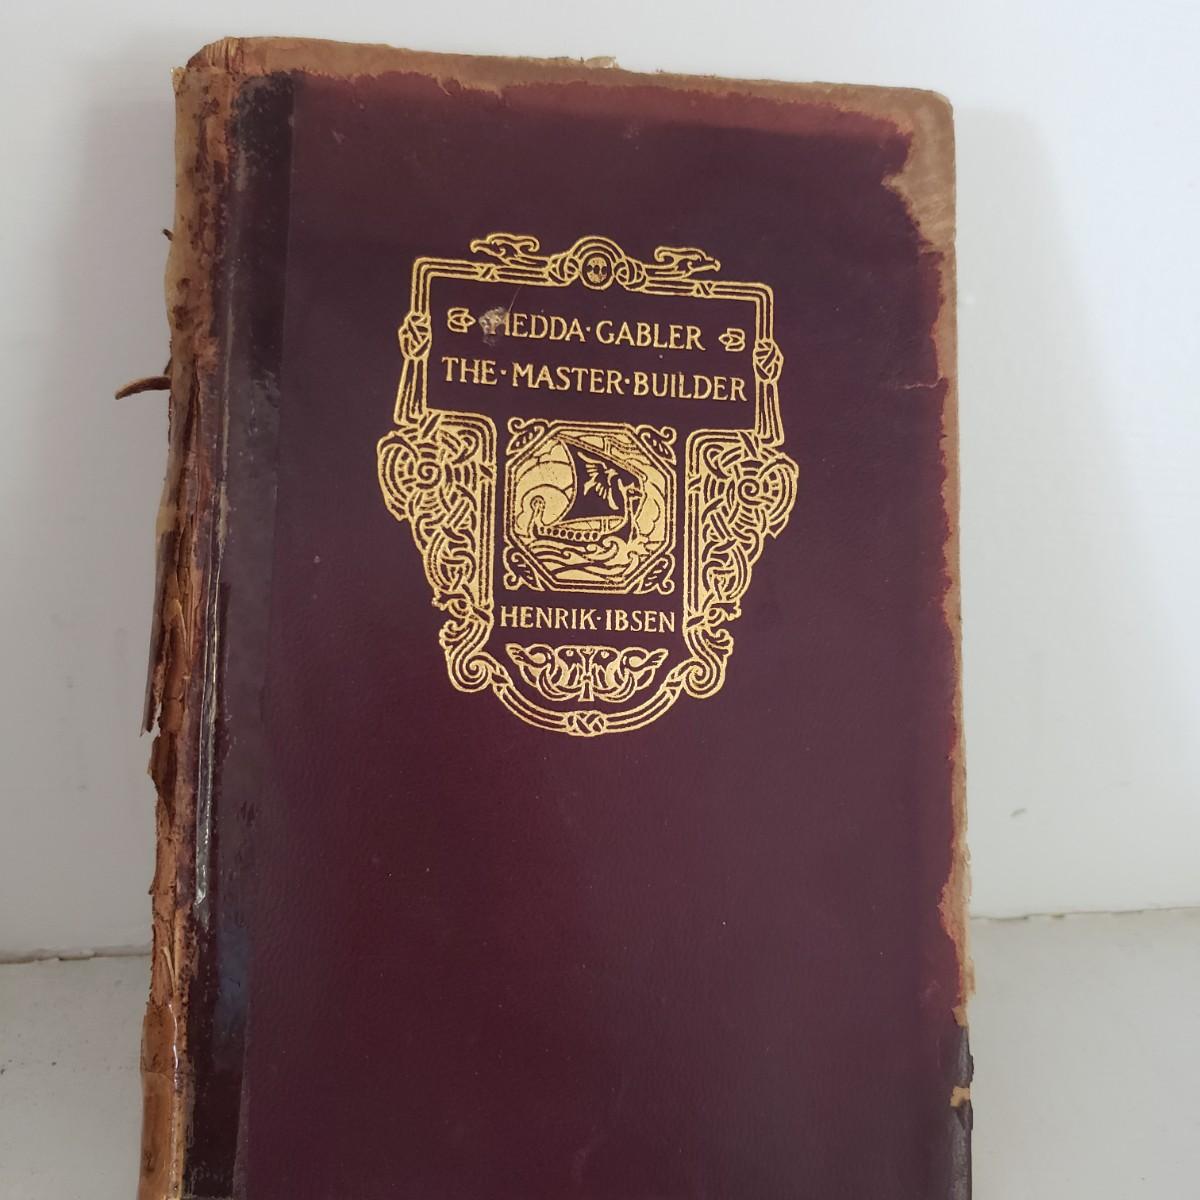 HEDDA·GABLER
THE·MASTER·BUILDER
HENRIK·IBSEN